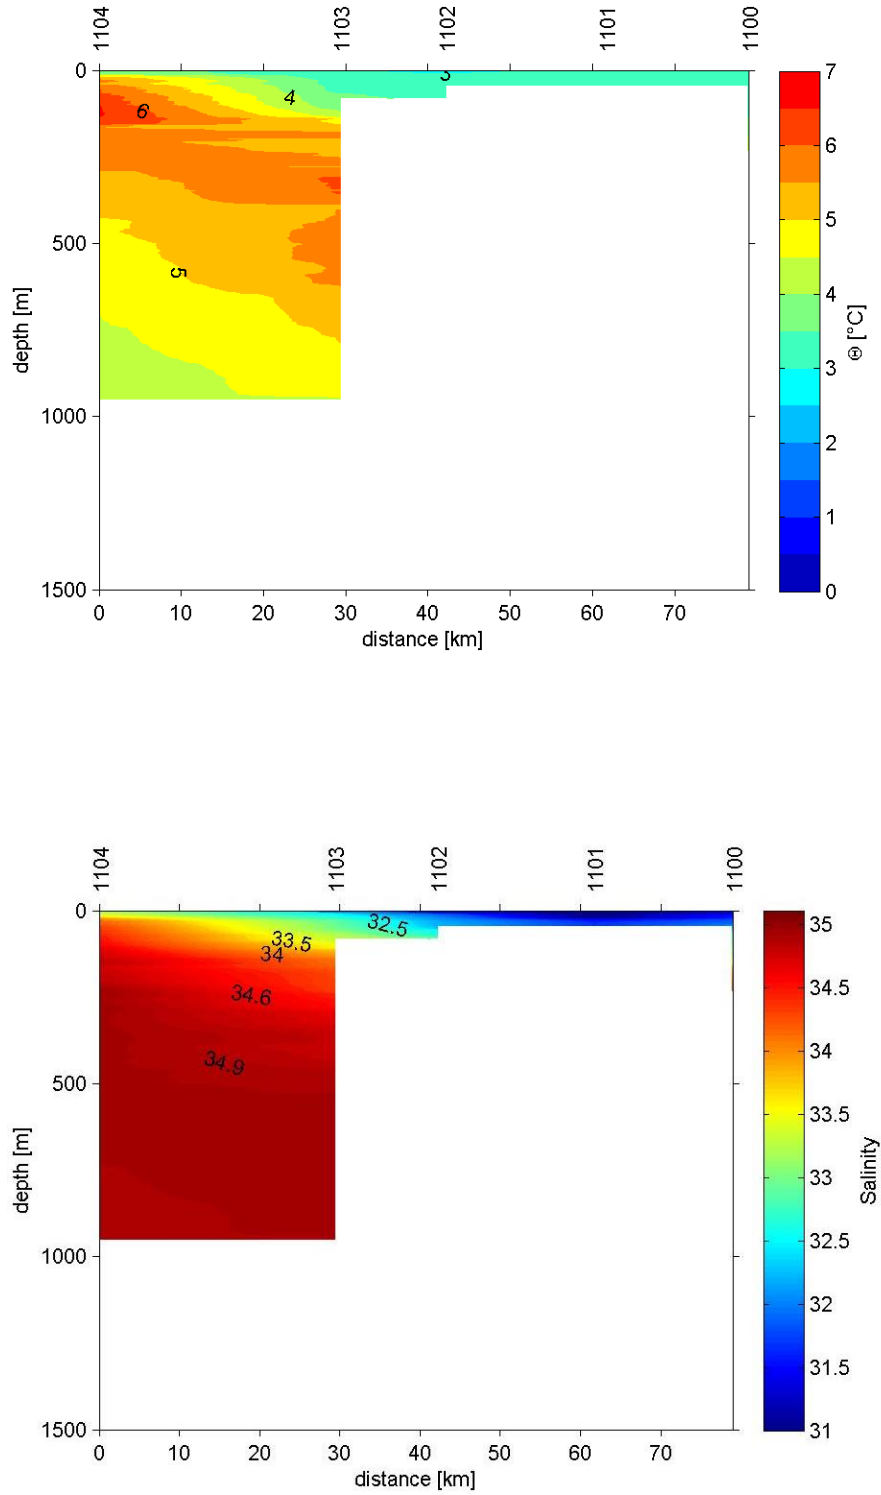 1104 1103 1102 1101 1100
0 500 1000 1500
depth [m]
6 4 3 5
0 10 20 30 40 50 60 70
distance [km]
7 6 5 4 3 2 1 0
Θ [°C]
1104 1103 1102 1101 1100
0 500 1000 1500
depth [m]
32.5
33.5
34
34.6
34.9
0 10 20 30 40 50 60 70
distance [km]
35 34.5 34 33.5 33 32.5 32 31.5 31
Salinity